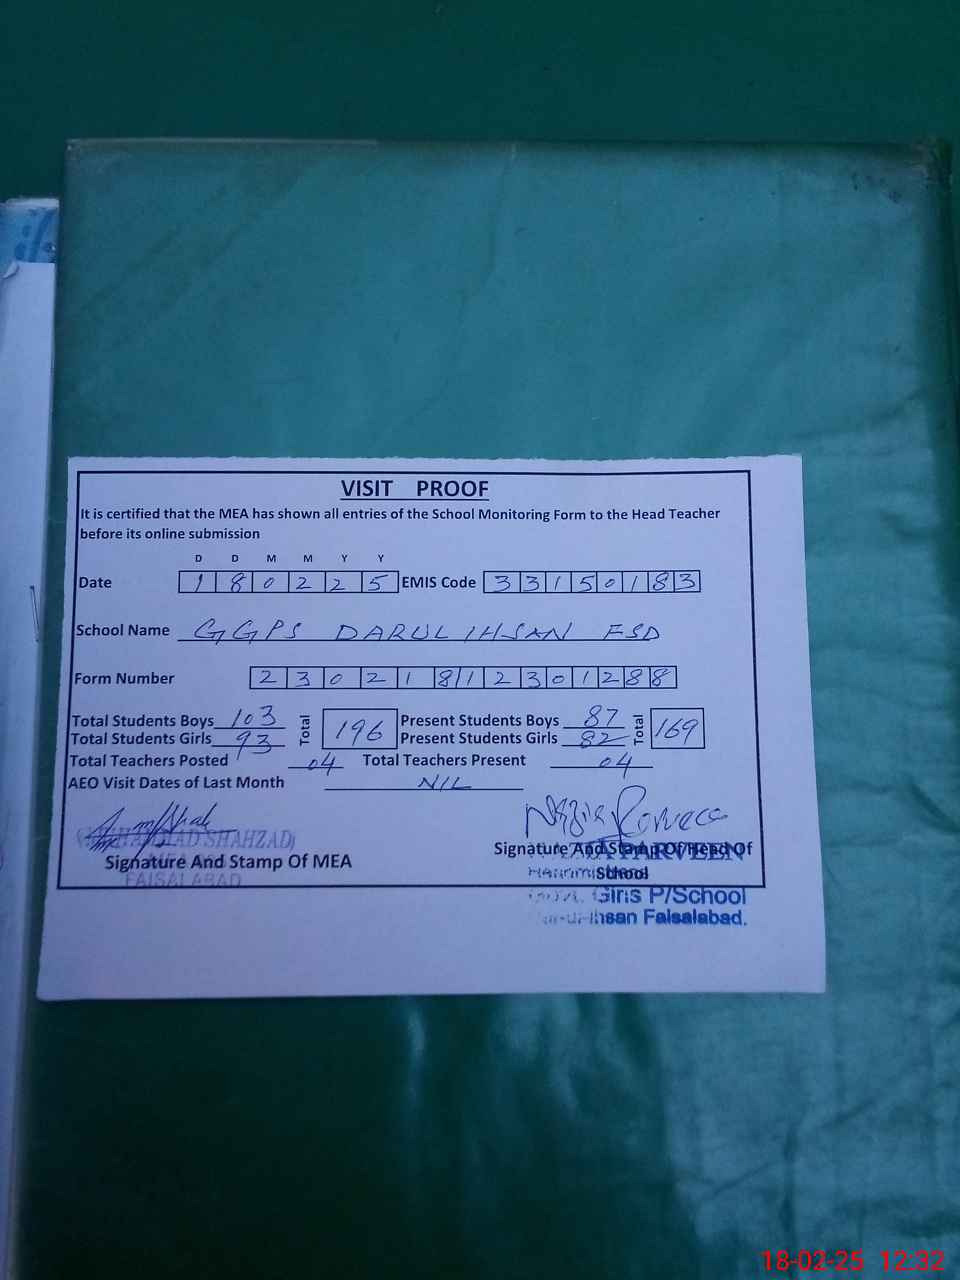 VISIT PROOF
It is certified that the MEA has shown all entries of the School Monitoring Form to the Head Teacher
before its online submission
D D M M Y Y
Date 1 8 0 2 2 5 EMIS Code 3 3 1 5 0 1 8 3
School Name GGPS DARUL IHSAN FSD
Form Number 2 3 0 2 1 8 1 2 3 0 1 2 8 8
Total Students Boys 103 Total 196 Present Students Boys 87 Total 169
Total Students Girls 93 Present Students Girls 82
Total Teachers Posted 04 Total Teachers Present 04
AEO Visit Dates of Last Month NIL
SHAHZAD
Signature And Stamp Of MEA
FAISALABAD
Signature And Stamp Of Head Of
School
PARVEEN
Girls P/School
Ihsan Faisalabad.
18-02-25 12:32